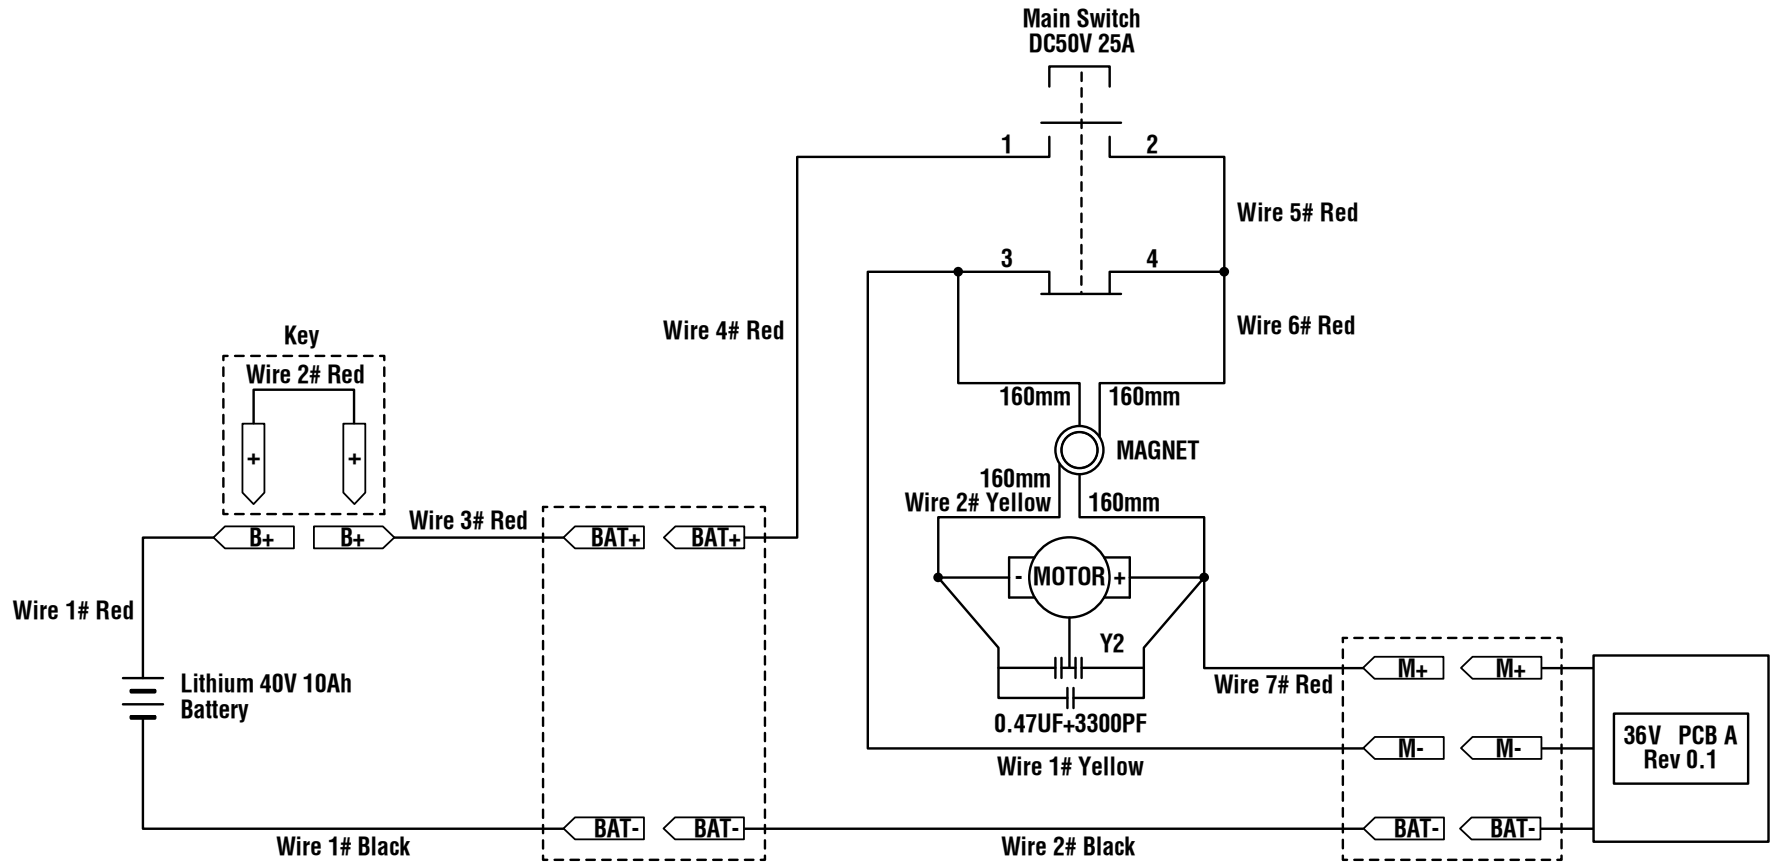 Main Switch
DC50V 25A
1
2
Wire 5# Red
3
4
Wire 4# Red
Wire 6# Red
Key
Wire 2# Red
+
+
160mm
160mm
MAGNET
160mm
Wire 2# Yellow
160mm
B+
B+
Wire 3# Red
BAT+
BAT+
- MOTOR +
Wire 1# Red
Y2
Lithium 40V 10Ah
Battery
Wire 7# Red
M+
M+
0.47UF+3300PF
36V PCB A
Rev 0.1
M-
M-
Wire 1# Yellow
BAT-
BAT-
BAT-
BAT-
Wire 1# Black
Wire 2# Black